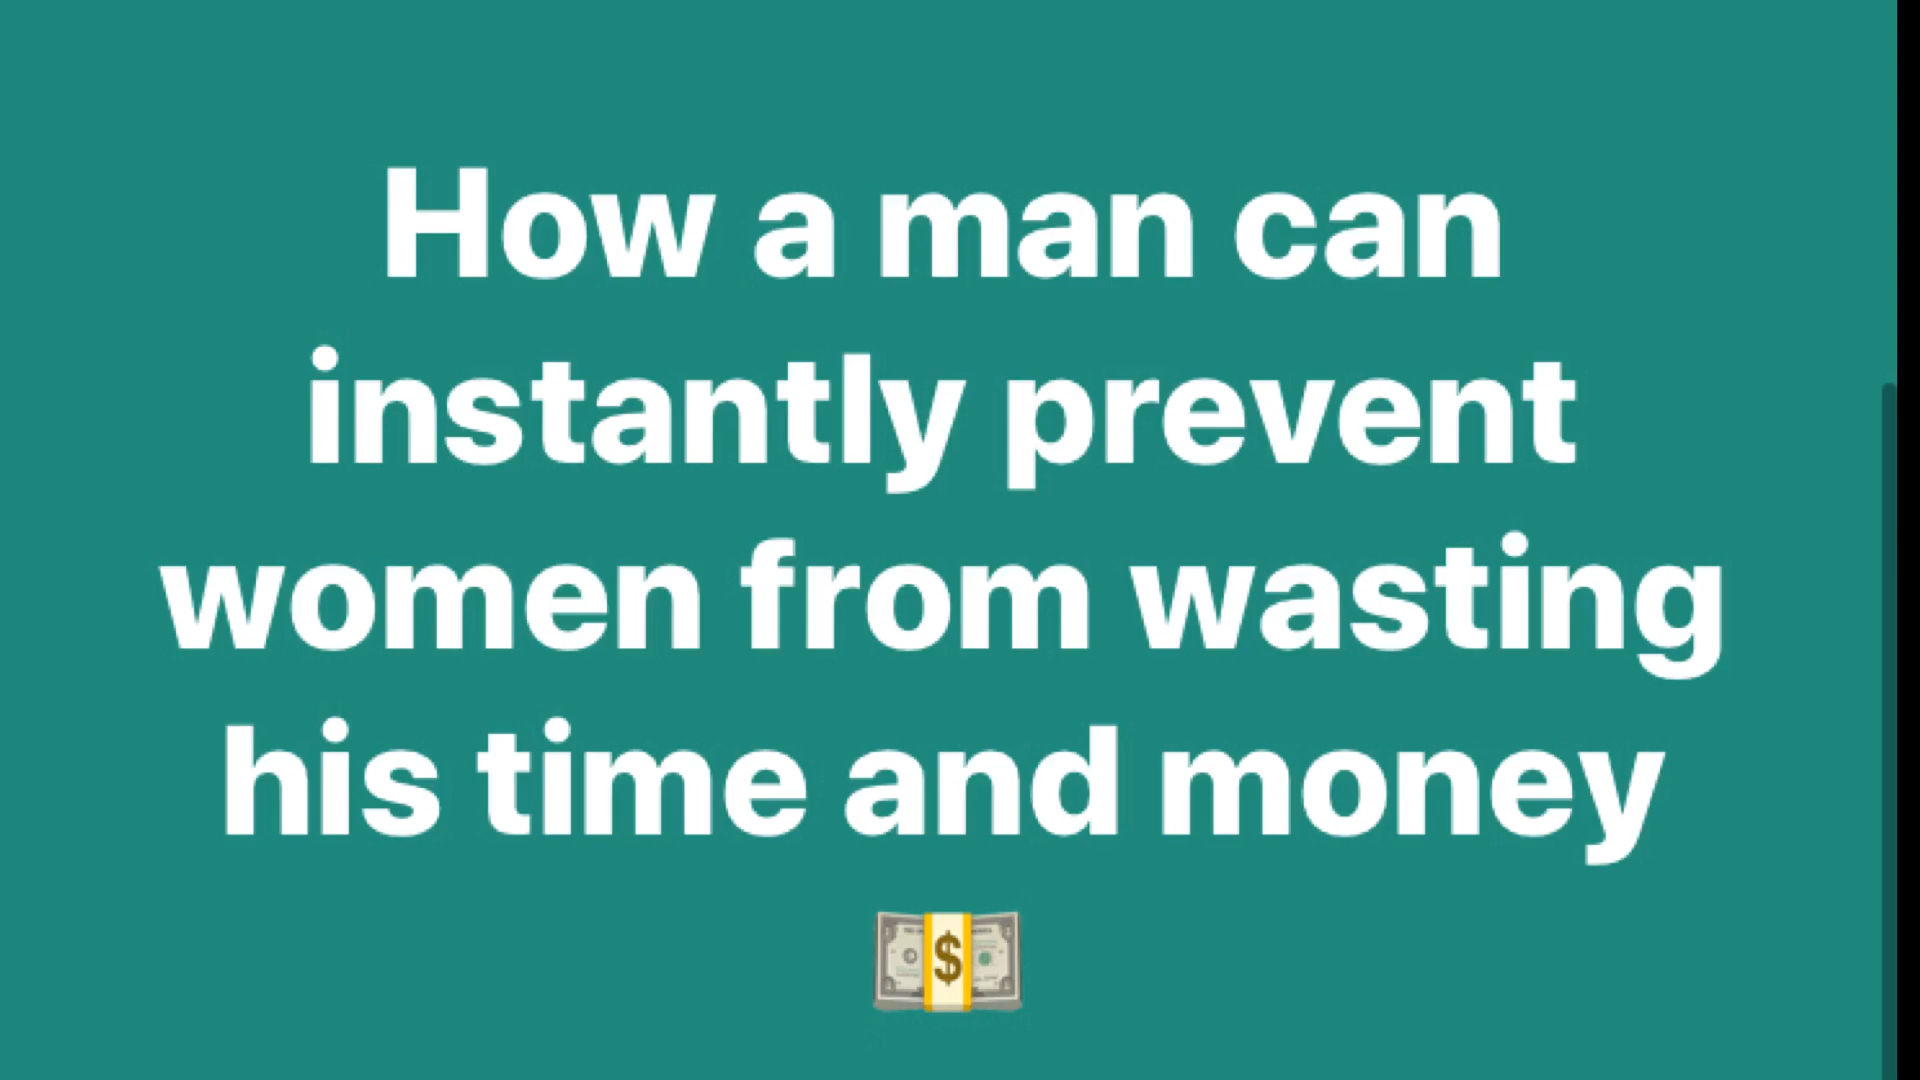 How a man can
instantly prevent
women from wasting
his time and money